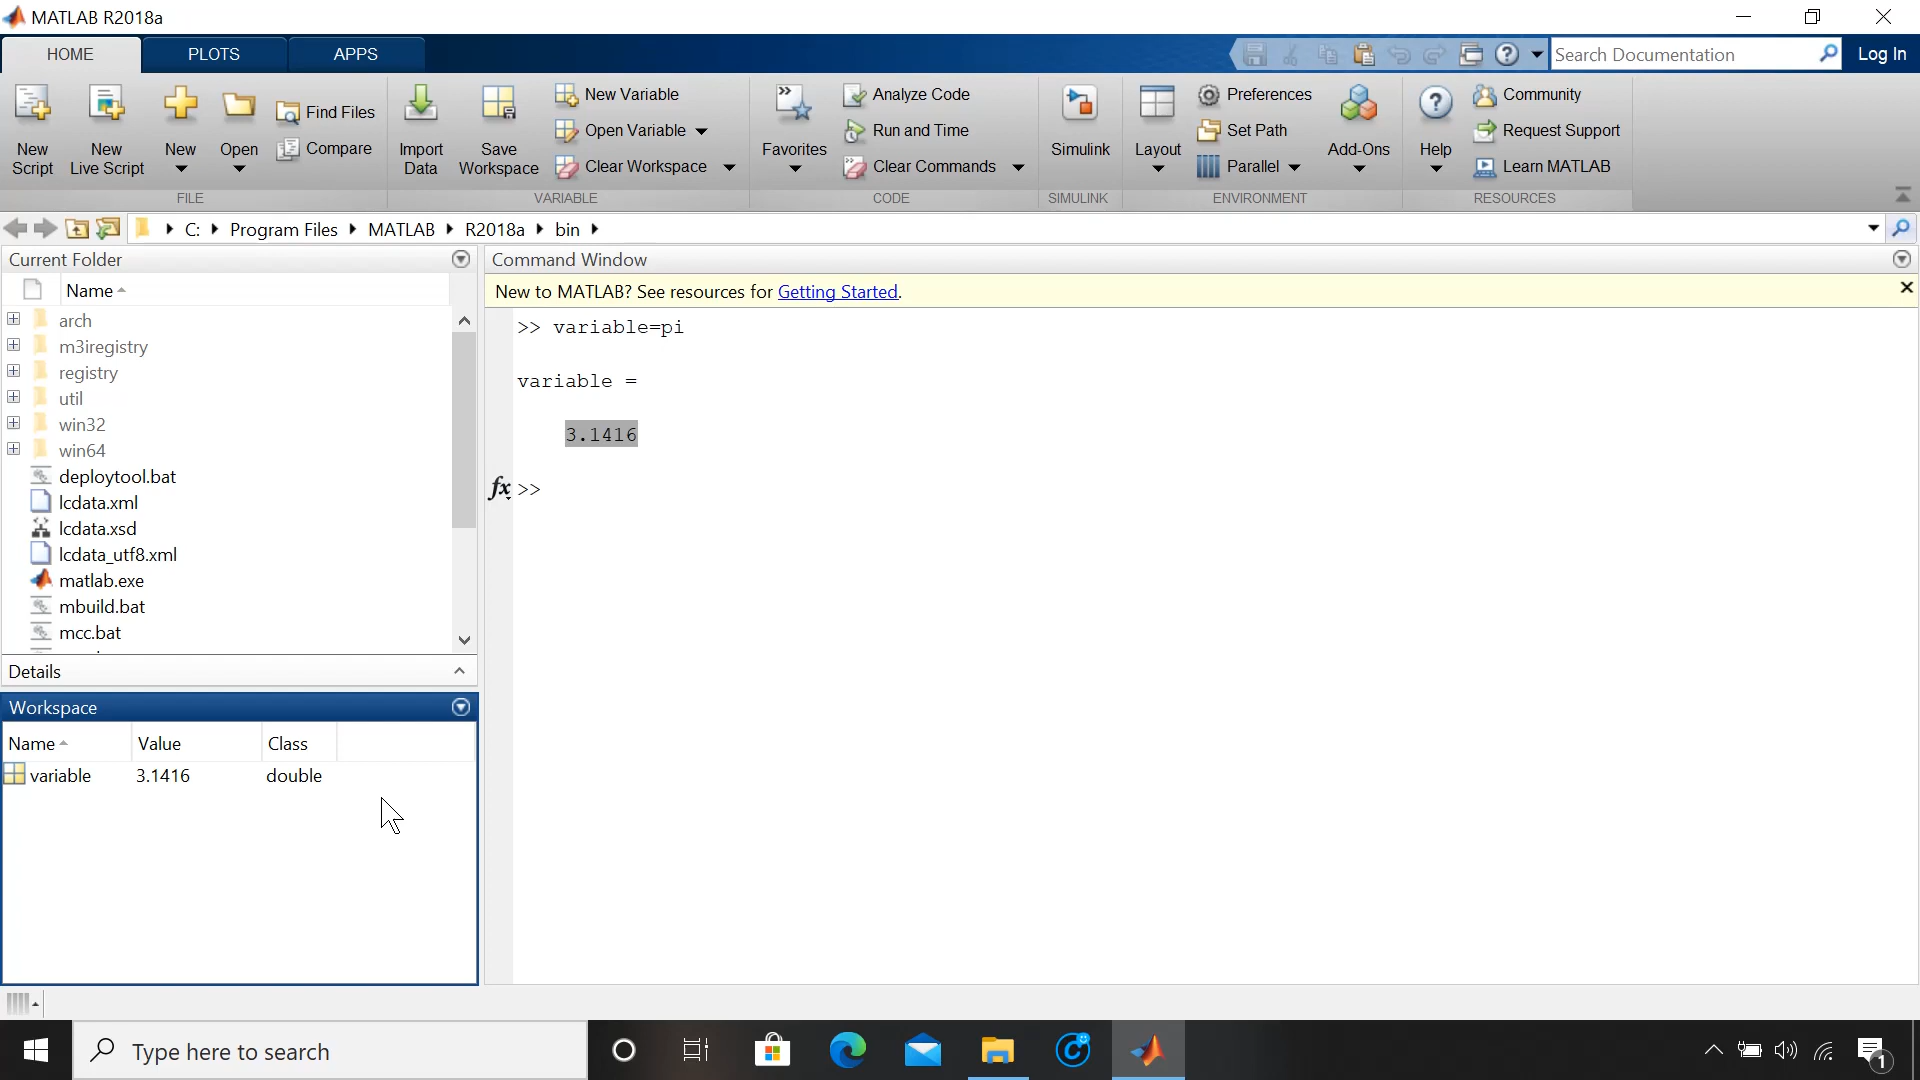 MATLAB R2018a
HOME PLOTS APPS
Search Documentation
Log In
New Script
New Live Script
New
Open
Find Files
Compare
Import Data
Save Workspace
New Variable
Open Variable
Clear Workspace
Favorites
Analyze Code
Run and Time
Clear Commands
Simulink
Layout
Preferences
Set Path
Parallel
Add-Ons
Help
Community
Request Support
Learn MATLAB
FILE VARIABLE CODE SIMULINK ENVIRONMENT RESOURCES
C: Program Files MATLAB R2018a bin
Current Folder
Name
arch
m3iregistry
registry
util
win32
win64
deploytool.bat
lcdata.xml
lcdata.xsd
lcdata_utf8.xml
matlab.exe
mbuild.bat
mcc.bat
Details
Workspace
Name Value Class
variable 3.1416 double
Command Window
New to MATLAB? See resources for Getting Started.
>> variable=pi
variable =
3.1416
fx >>
Type here to search
1